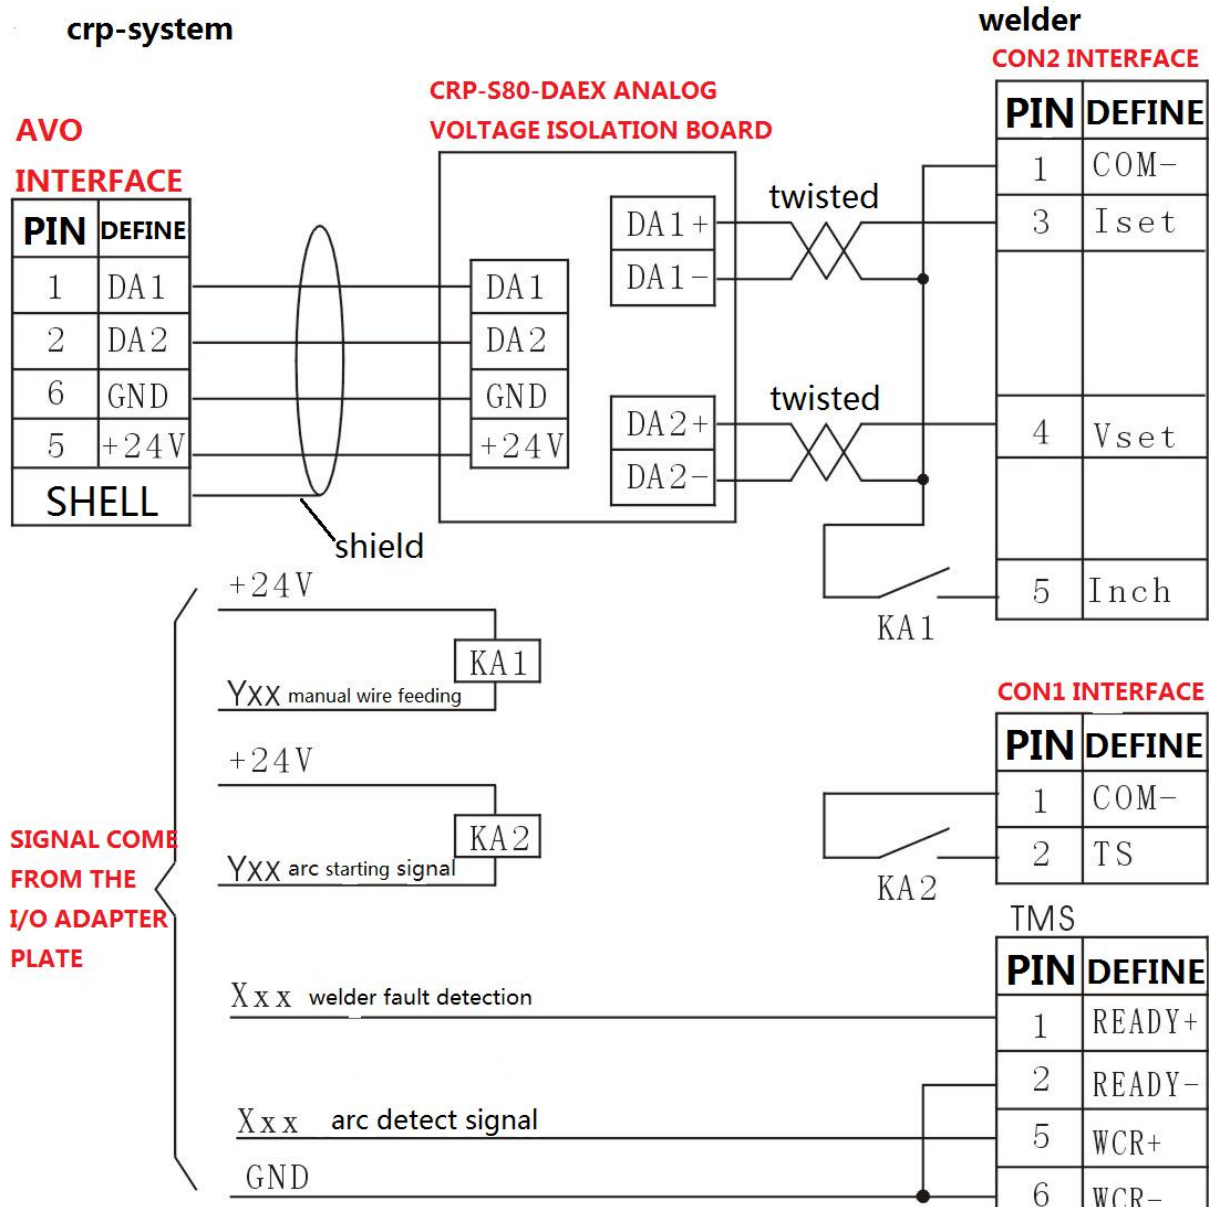 crp-system
welder
CON2 INTERFACE
CRP-S80-DAEX ANALOG
VOLTAGE ISOLATION BOARD
AVO
INTERFACE
PIN DEFINE
1 DA1
2 DA2
6 GND
5 +24V
SHELL
shield
DA1
DA2
GND
+24V
DA1+
DA1-
DA2+
DA2-
twisted
twisted
PIN DEFINE
1 COM-
3 Iset
4 Vset
5 Inch
KA1
+24V
KA1
Yxx manual wire feeding
+24V
KA2
Yxx arc starting signal
SIGNAL COME
FROM THE
I/O ADAPTER
PLATE
CON1 INTERFACE
PIN DEFINE
1 COM-
2 TS
KA2
TMS
PIN DEFINE
1 READY+
2 READY-
5 WCR+
6 WCR-
Xxx welder fault detection
Xxx arc detect signal
GND